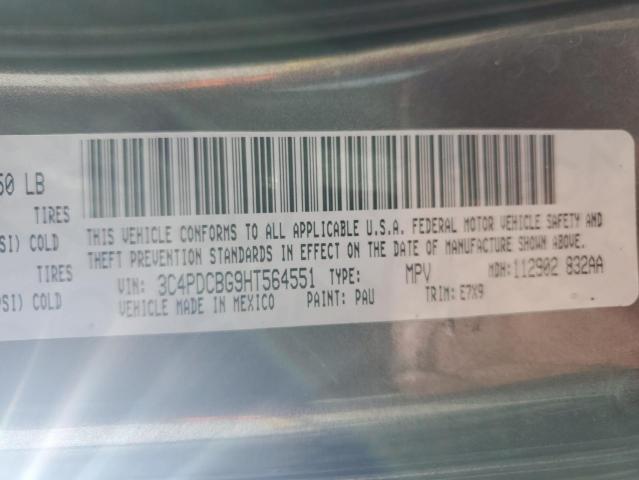 50 LB
TIRES
SI) COLD
TIRES
PSI) COLD
THIS VEHICLE CONFORMS TO ALL APPLICABLE U.S.A. FEDERAL MOTOR VEHICLE SAFETY AND
THEFT PREVENTION STANDARDS IN EFFECT ON THE DATE OF MANUFACTURE SHOWN ABOVE.
VIN: 3C4PDCBG9HT564551 TYPE: MPV MDH: 112902 832AA
VEHICLE MADE IN MEXICO PAINT: PAU TRIM: E7X9